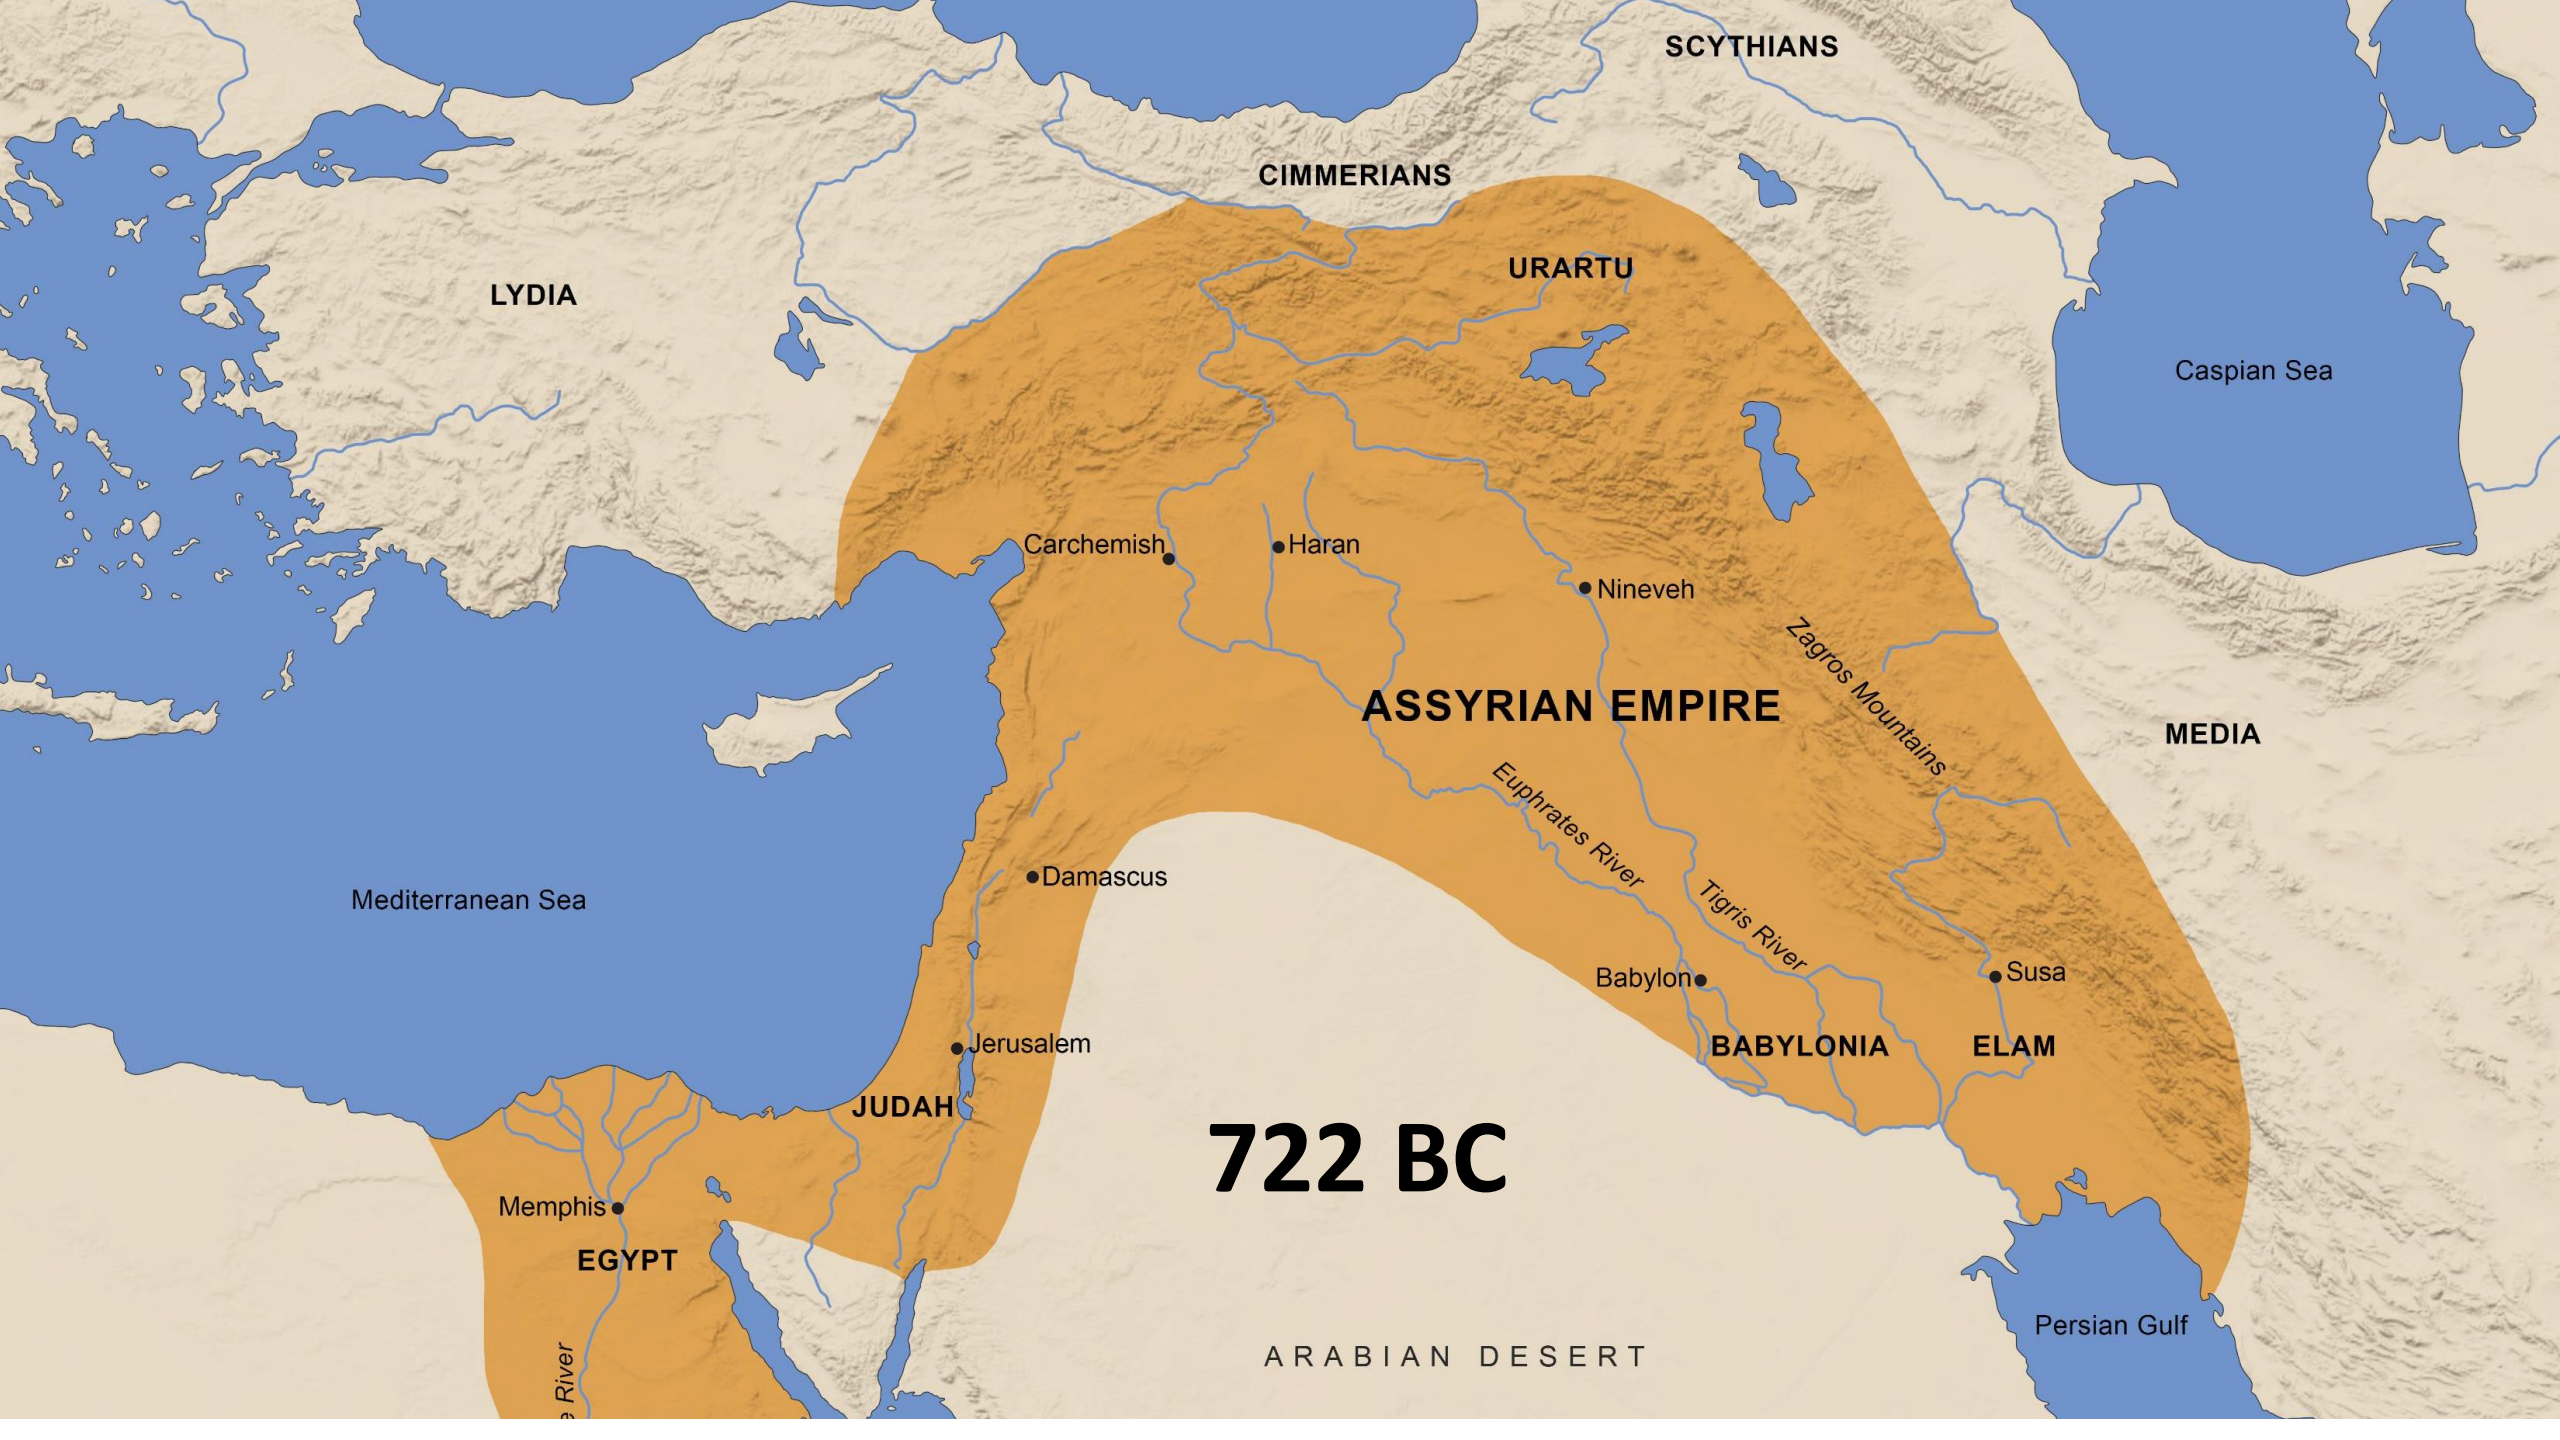 SCYTHIANS
CIMMERIANS
URARTU
LYDIA
Caspian Sea
Carchemish
Haran
Nineveh
Zagros Mountains
ASSYRIAN EMPIRE
MEDIA
Euphrates River
Damascus
Mediterranean Sea
Tigris River
Babylon
Susa
Jerusalem
BABYLONIA
ELAM
JUDAH
722 BC
Memphis
EGYPT
Persian Gulf
ARABIAN DESERT
e River